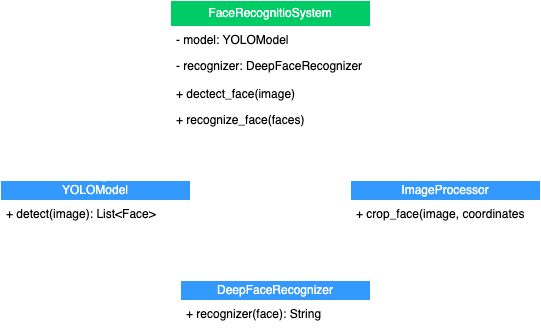 FaceRecognitioSystem
- model: YOLOModel
- recognizer: DeepFaceRecognizer
+ dectect_face(image)
+ recognize_face(faces)
YOLOModel
+ detect(image): List<Face>
ImageProcessor
+ crop_face(image, coordinates
DeepFaceRecognizer
+ recognizer(face): String